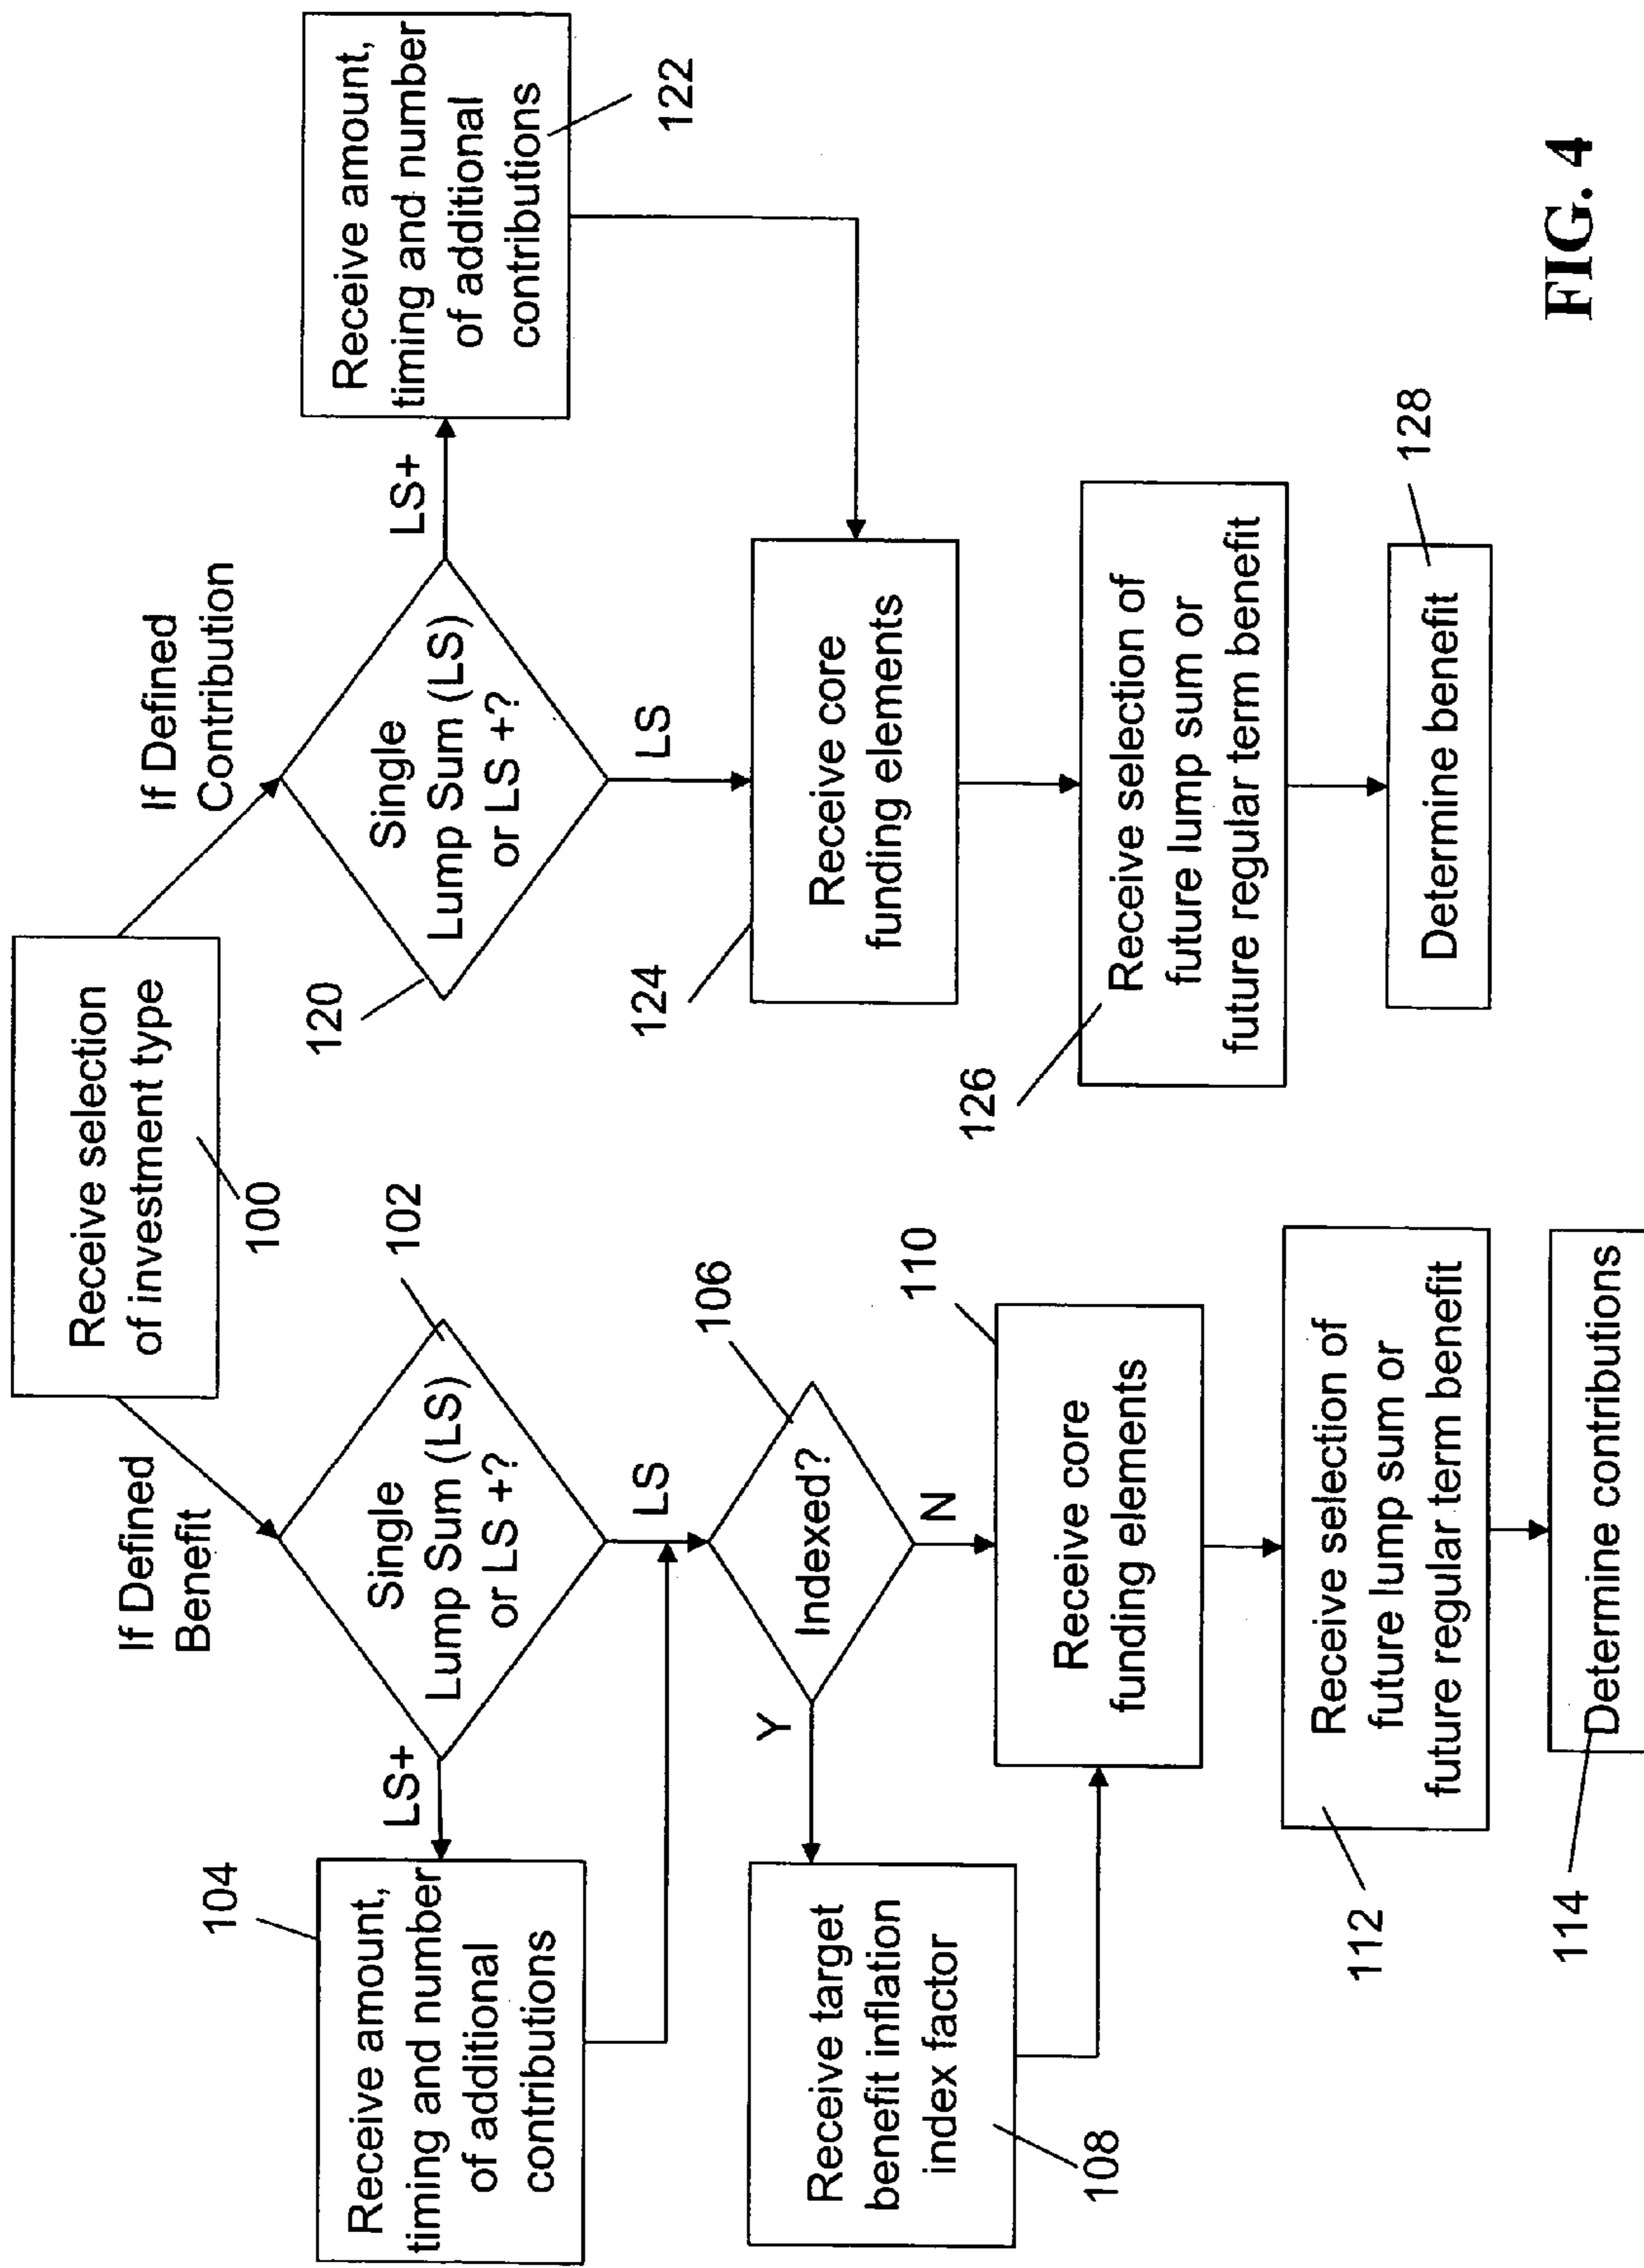 Receive selection
of investment type
100
If Defined
Benefit
If Defined
Contribution
Single
Lump Sum (LS)
or LS +?
102
LS+
LS
104
Receive amount,
timing and number
of additional
contributions
Indexed?
106
Y
N
Receive target
benefit inflation
index factor
108
Receive core
funding elements
110
Receive selection of
future lump sum or
future regular term benefit
112
Determine contributions
114
Single
Lump Sum (LS)
or LS +?
120
LS+
LS
Receive amount,
timing and number
of additional
contributions
122
Receive core
funding elements
124
Receive selection of
future lump sum or
future regular term benefit
126
Determine benefit
128
FIG. 4